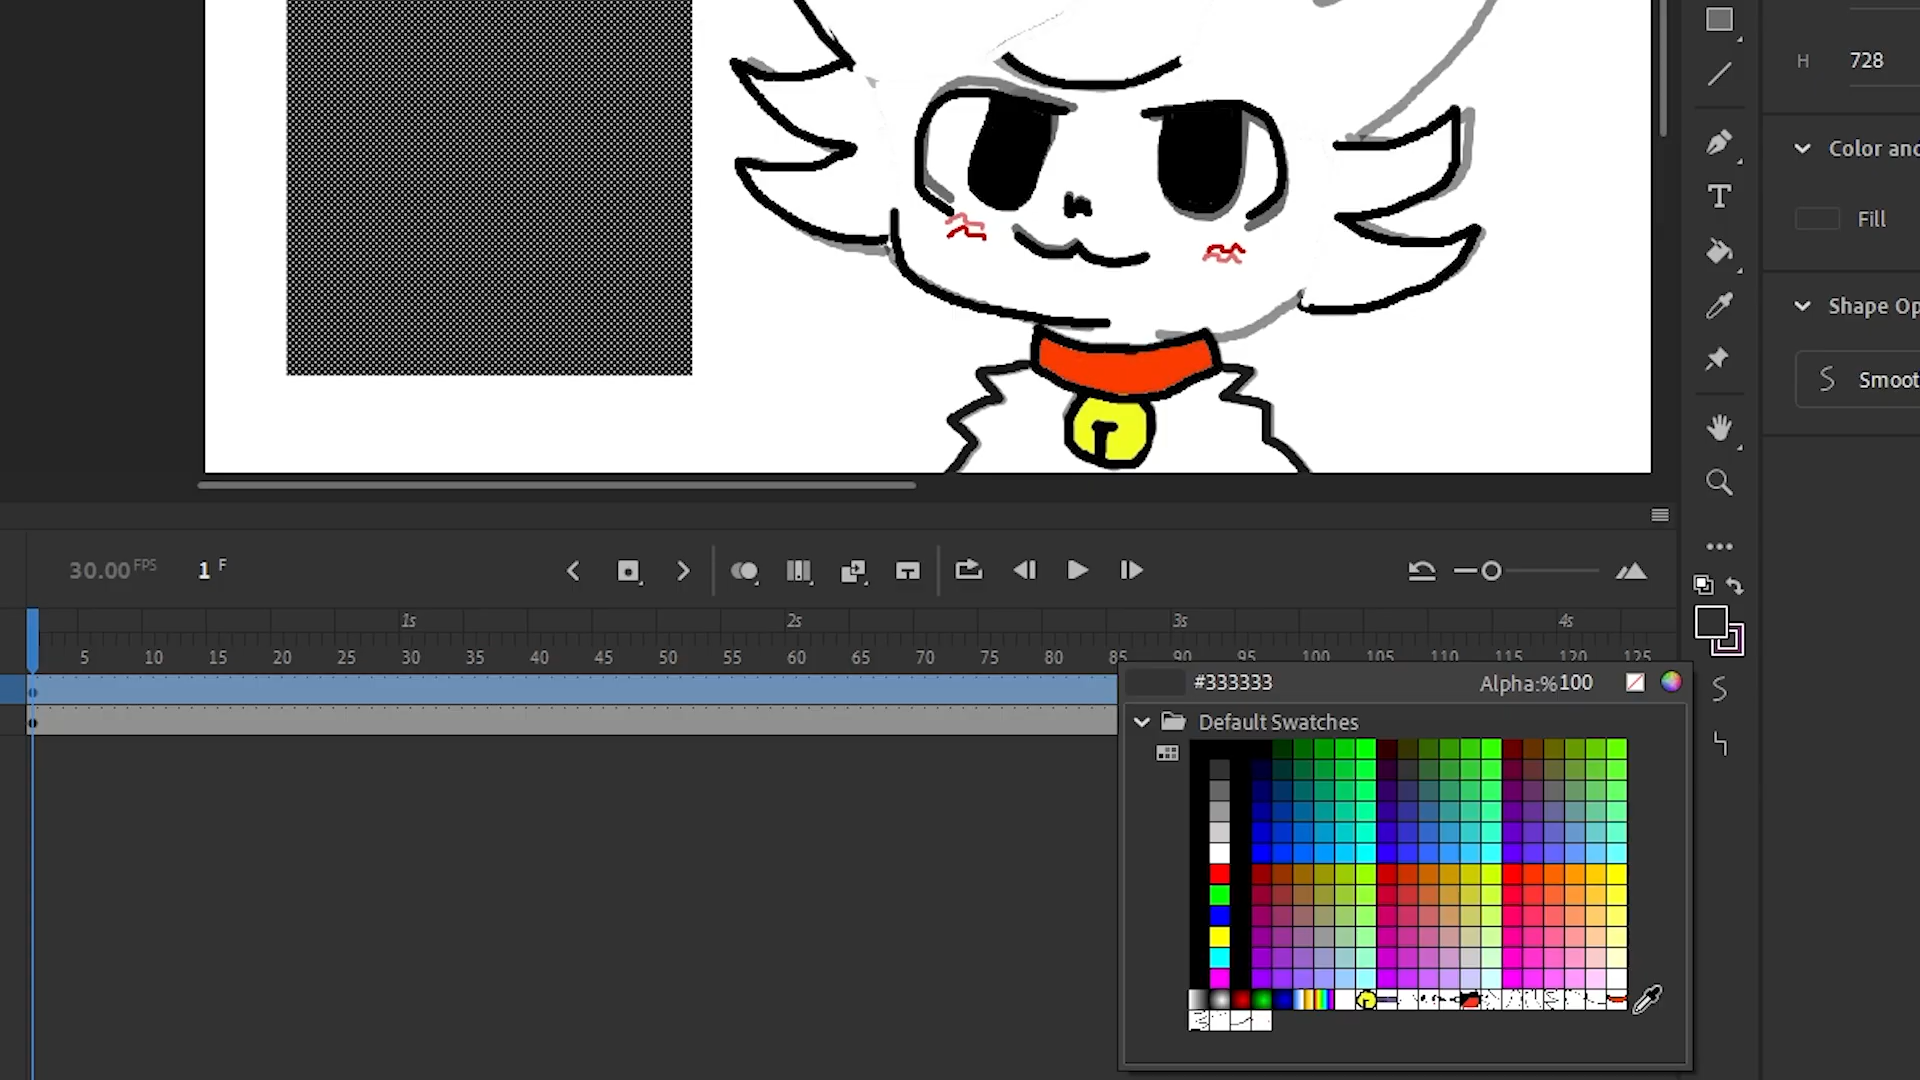 H 728
Color and
Fill
Shape Op
Smoot
30.00 FPS 1 F
1s 2s 3s 4s
5 10 15 20 25 30 35 40 45 50 55 60 65 70 75 80 85 90 95 100 105 110 115 120 125
#333333 Alpha:%100
Default Swatches